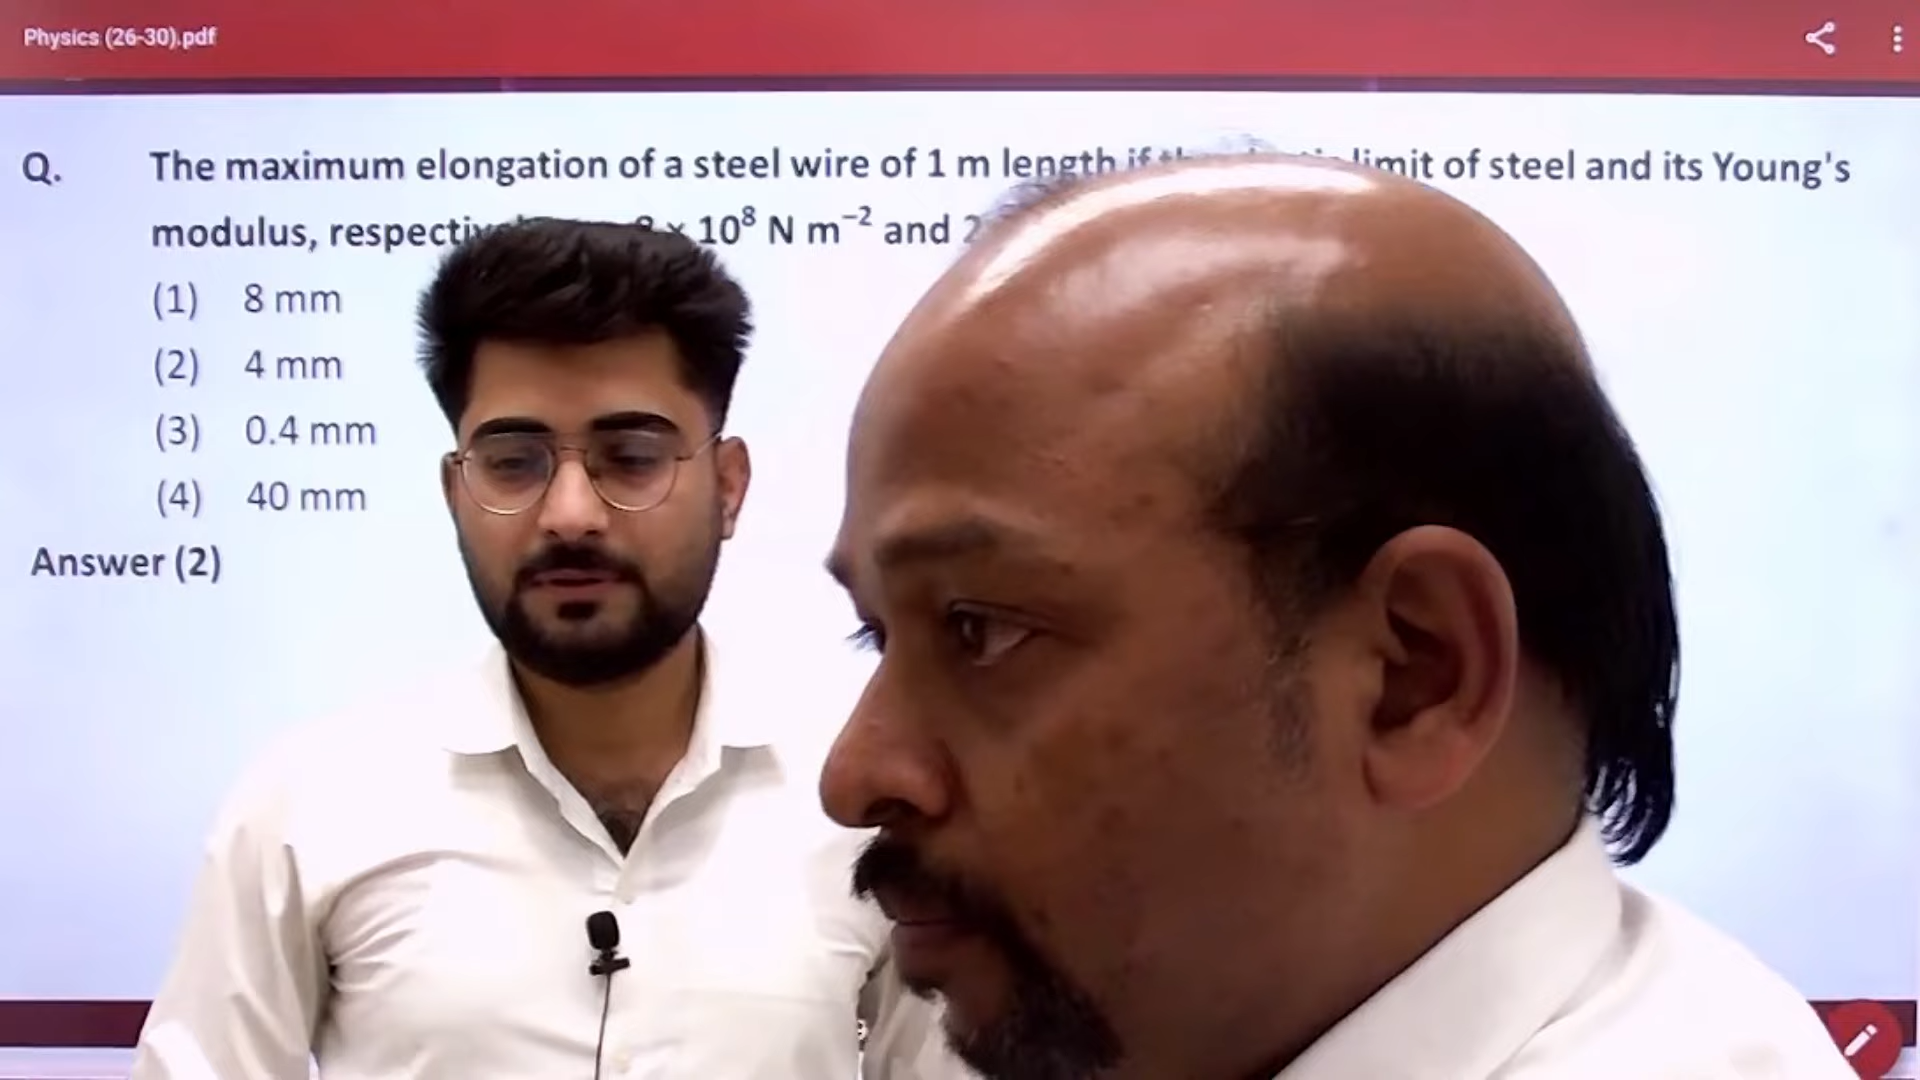 Physics (26-30).pdf
Q. The maximum elongation of a steel wire of 1 m length if limit of steel and its Young's
modulus, × 10⁸ N m⁻² and 2
(1) 8 mm
(2) 4 mm
(3) 0.4 mm
(4) 40 mm
Answer (2)